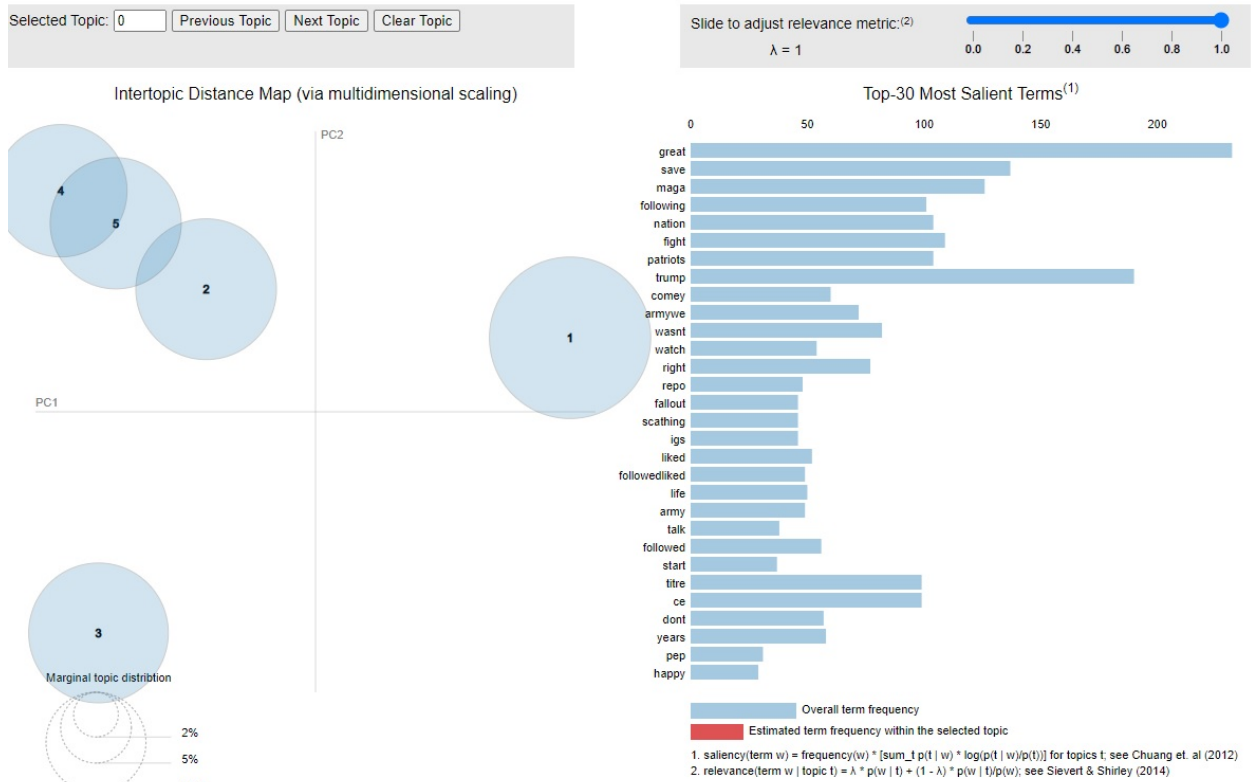 Selected Topic: 0 Previous Topic Next Topic Clear Topic
Slide to adjust relevance metric:(2)
λ = 1
0.0 0.2 0.4 0.6 0.8 1.0
Intertopic Distance Map (via multidimensional scaling)
PC2
PC1
4
5
2
1
3
Marginal topic distribtion
2%
5%
Top-30 Most Salient Terms(1)
0 50 100 150 200
great
save
maga
following
nation
fight
patriots
trump
comey
armywe
wasnt
watch
right
repo
fallout
scathing
igs
liked
followedliked
life
army
talk
followed
start
titre
ce
dont
years
pep
happy
Overall term frequency
Estimated term frequency within the selected topic
1. saliency(term w) = frequency(w) * [sum_t p(t | w) * log(p(t | w)/p(t))] for topics t; see Chuang et. al (2012)
2. relevance(term w | topic t) = λ * p(w | t) + (1 - λ) * p(w | t)/p(w); see Sievert & Shirley (2014)